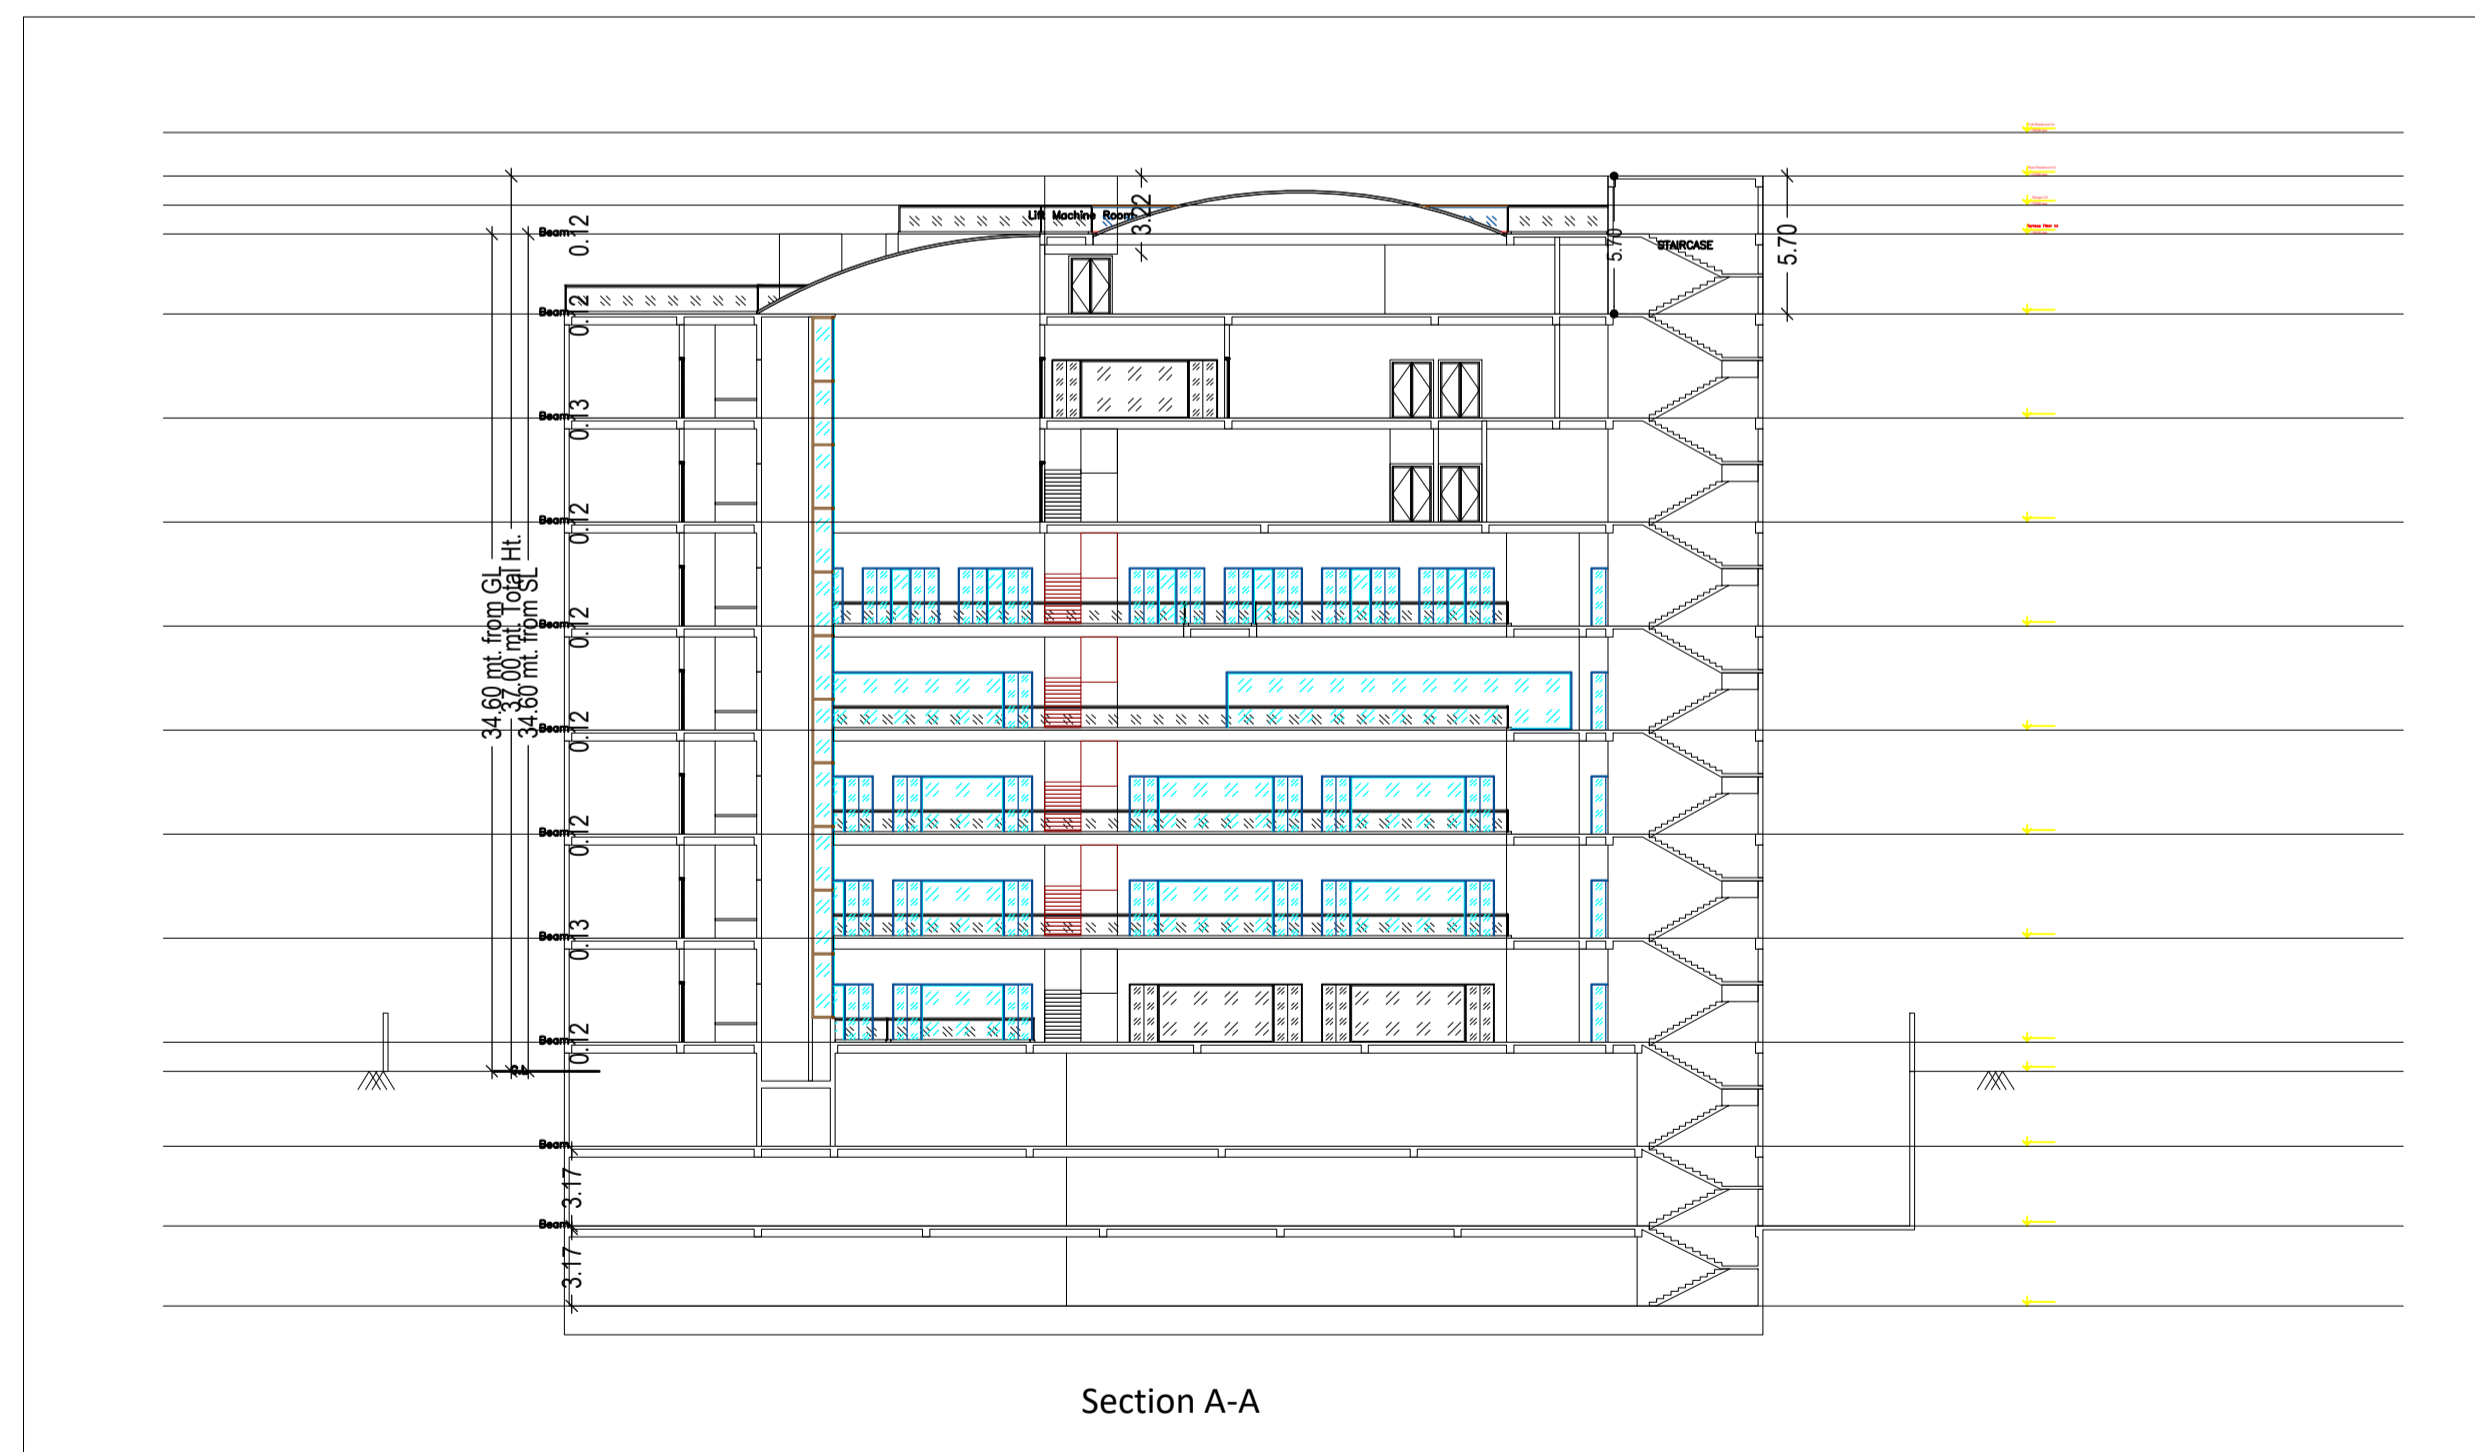 Lift Machine Room
3.22
5.70
5.70
STAIRCASE
Beam
0.12
Beam
0.12
Beam
0.13
Beam
0.12
Beam
0.12
Beam
0.12
Beam
0.12
Beam
0.13
Beam
0.12
Beam
3.17
Beam
3.17
34.60 mt. from GL
37.00 mt. Total Ht.
34.60 mt. from SL
Section A-A